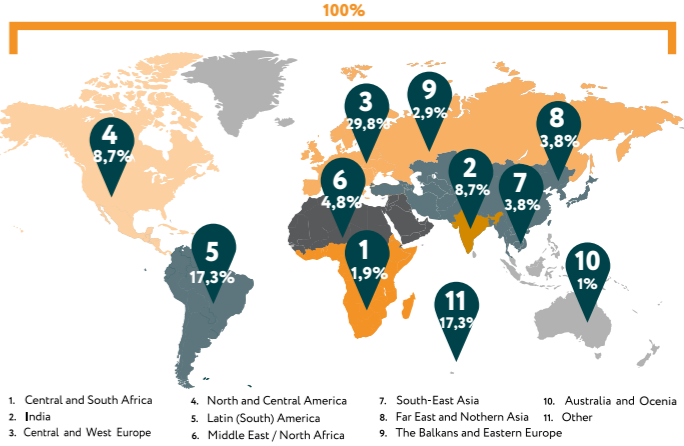 100%
3
29,8%
9
2,9%
4
8,7%
8
3,8%
2
8,7%
7
3,8%
6
4,8%
5
17,3%
1
1,9%
10
1%
11
17,3%
1. Central and South Africa
2. India
3. Central and West Europe
4. North and Central America
5. Latin (South) America
6. Middle East / North Africa
7. South-East Asia
8. Far East and Nothern Asia
9. The Balkans and Eastern Europe
10. Australia and Ocenia
11. Other